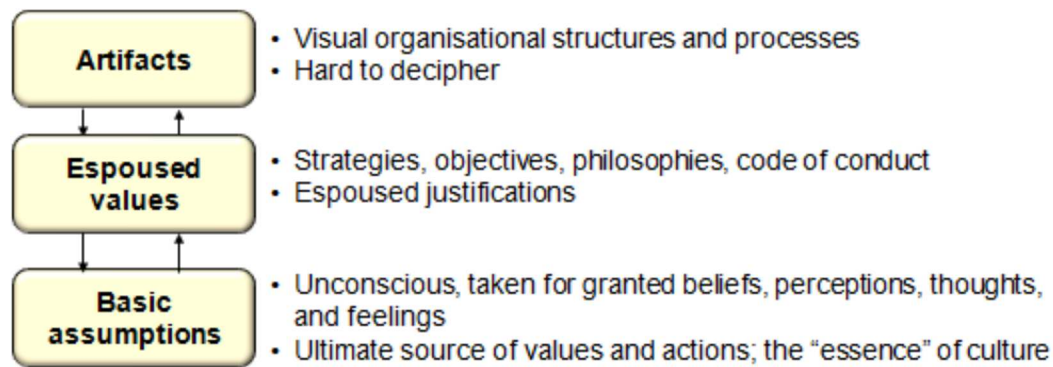 Artifacts
• Visual organisational structures and processes
• Hard to decipher
Espoused
values
• Strategies, objectives, philosophies, code of conduct
• Espoused justifications
Basic
assumptions
• Unconscious, taken for granted beliefs, perceptions, thoughts,
and feelings
• Ultimate source of values and actions; the “essence” of culture